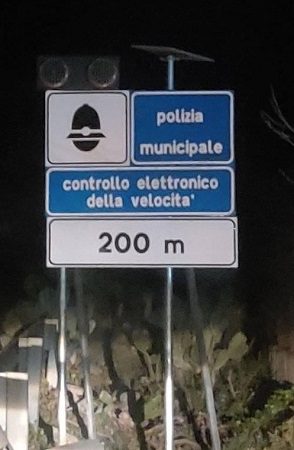 polizia
municipale
controllo elettronico
della velocita'
200 m